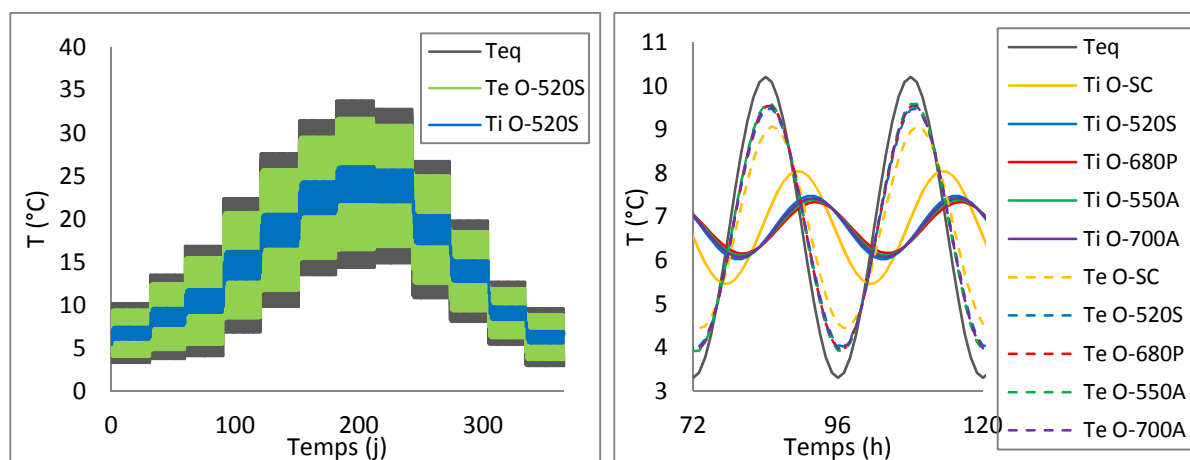 40
35
30
25
20
15
10
5
0
T (°C)
0
100
200
300
Temps (j)
Teq
Te O-520S
Ti O-520S
11
10
9
8
7
6
5
4
3
T (°C)
72
96
120
Temps (h)
Teq
Ti O-SC
Ti O-520S
Ti O-680P
Ti O-550A
Ti O-700A
Te O-SC
Te O-520S
Te O-680P
Te O-550A
Te O-700A